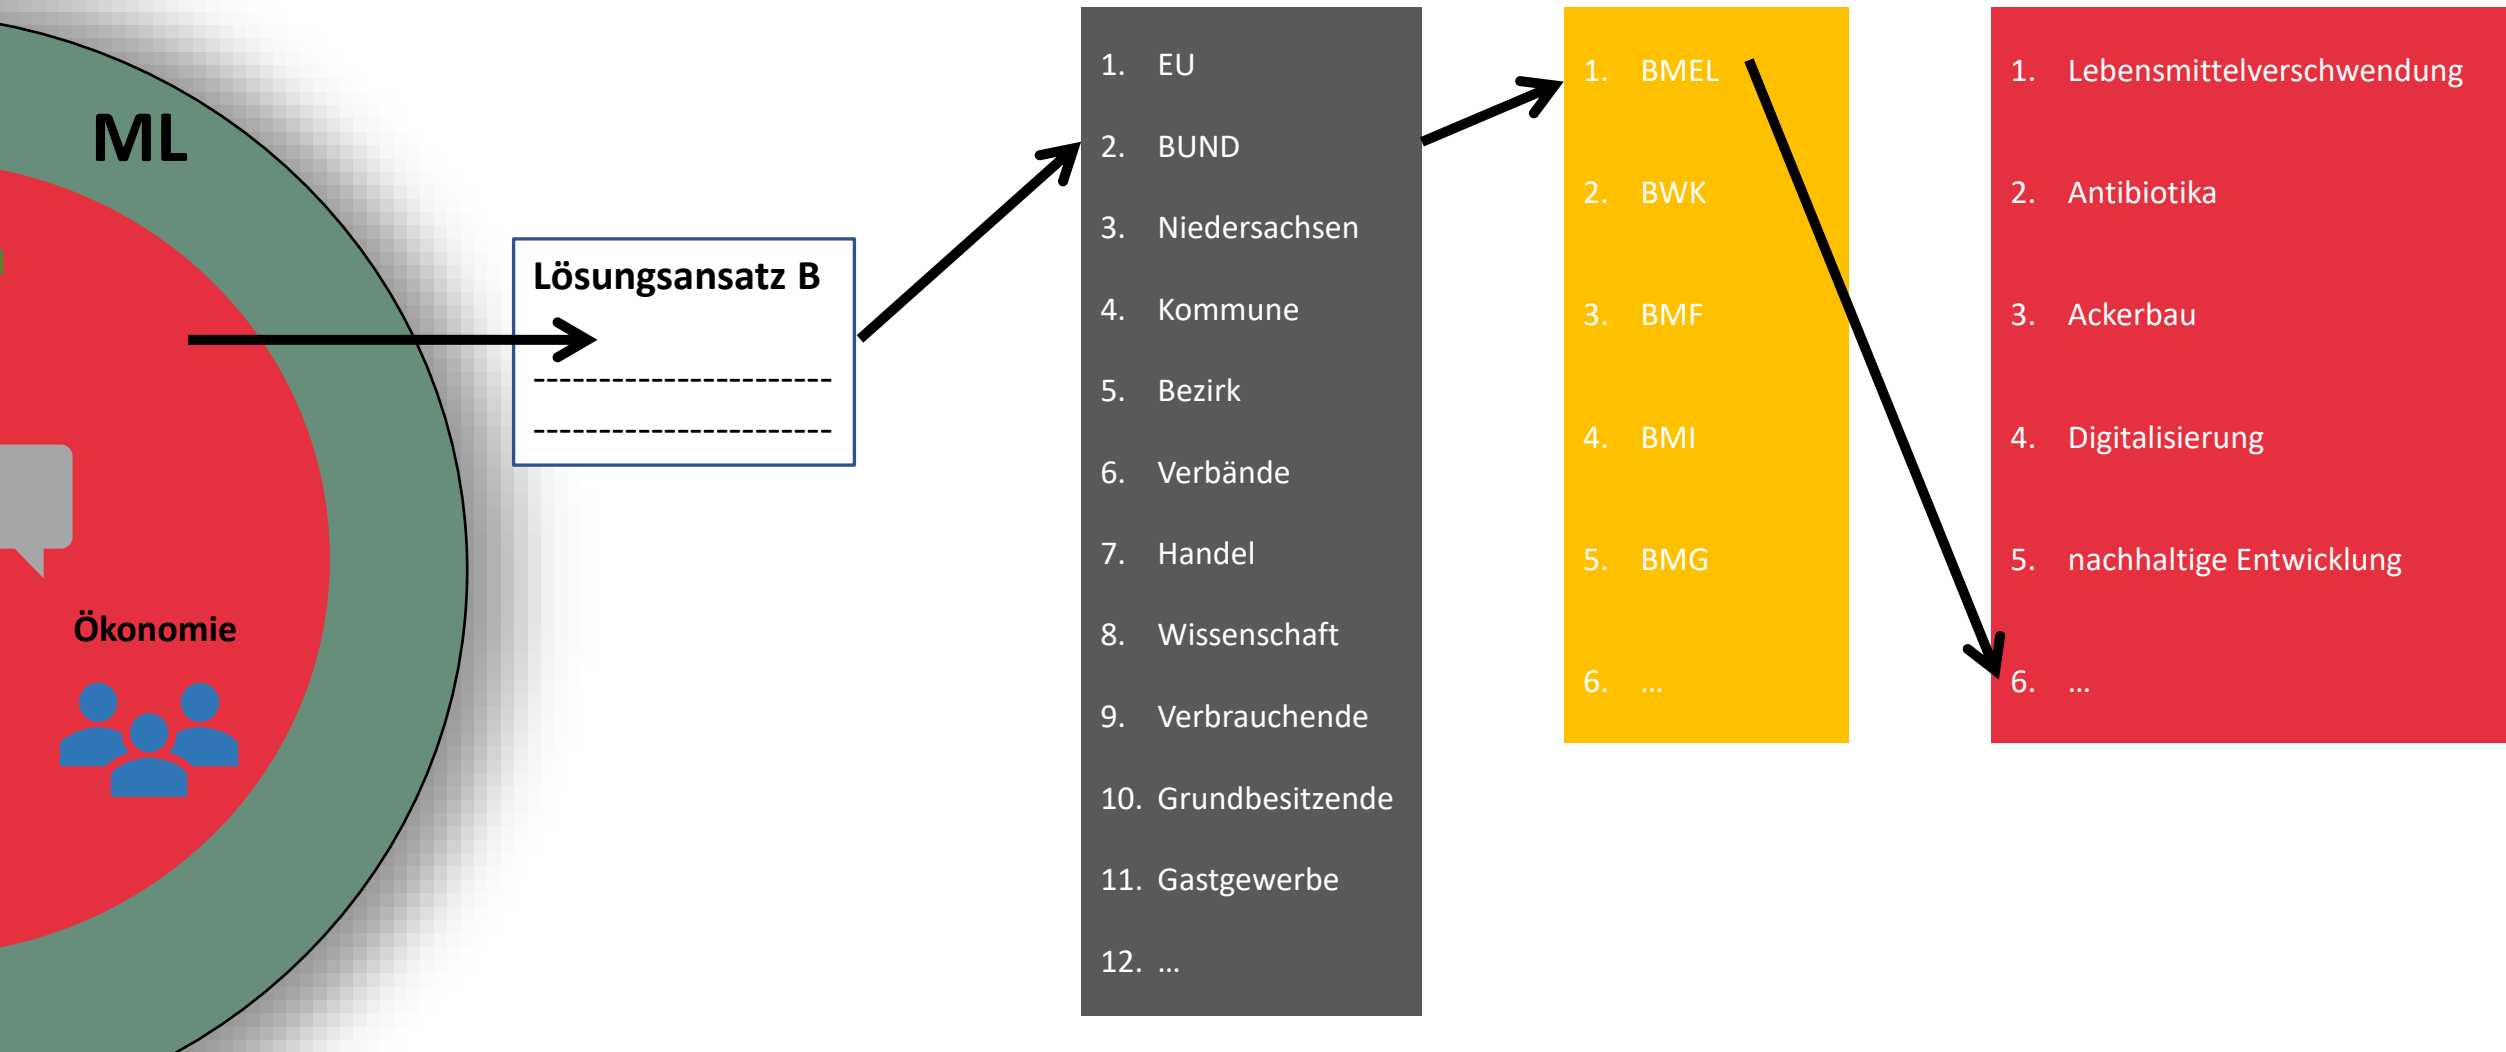 ML
Ökonomie
Lösungsansatz B
-----------------------
-----------------------
1. EU
2. BUND
3. Niedersachsen
4. Kommune
5. Bezirk
6. Verbände
7. Handel
8. Wissenschaft
9. Verbrauchende
10. Grundbesitzende
11. Gastgewerbe
12. …
1. BMEL
2. BWK
3. BMF
4. BMI
5. BMG
6. …
1. Lebensmittelverschwendung
2. Antibiotika
3. Ackerbau
4. Digitalisierung
5. nachhaltige Entwicklung
6. …